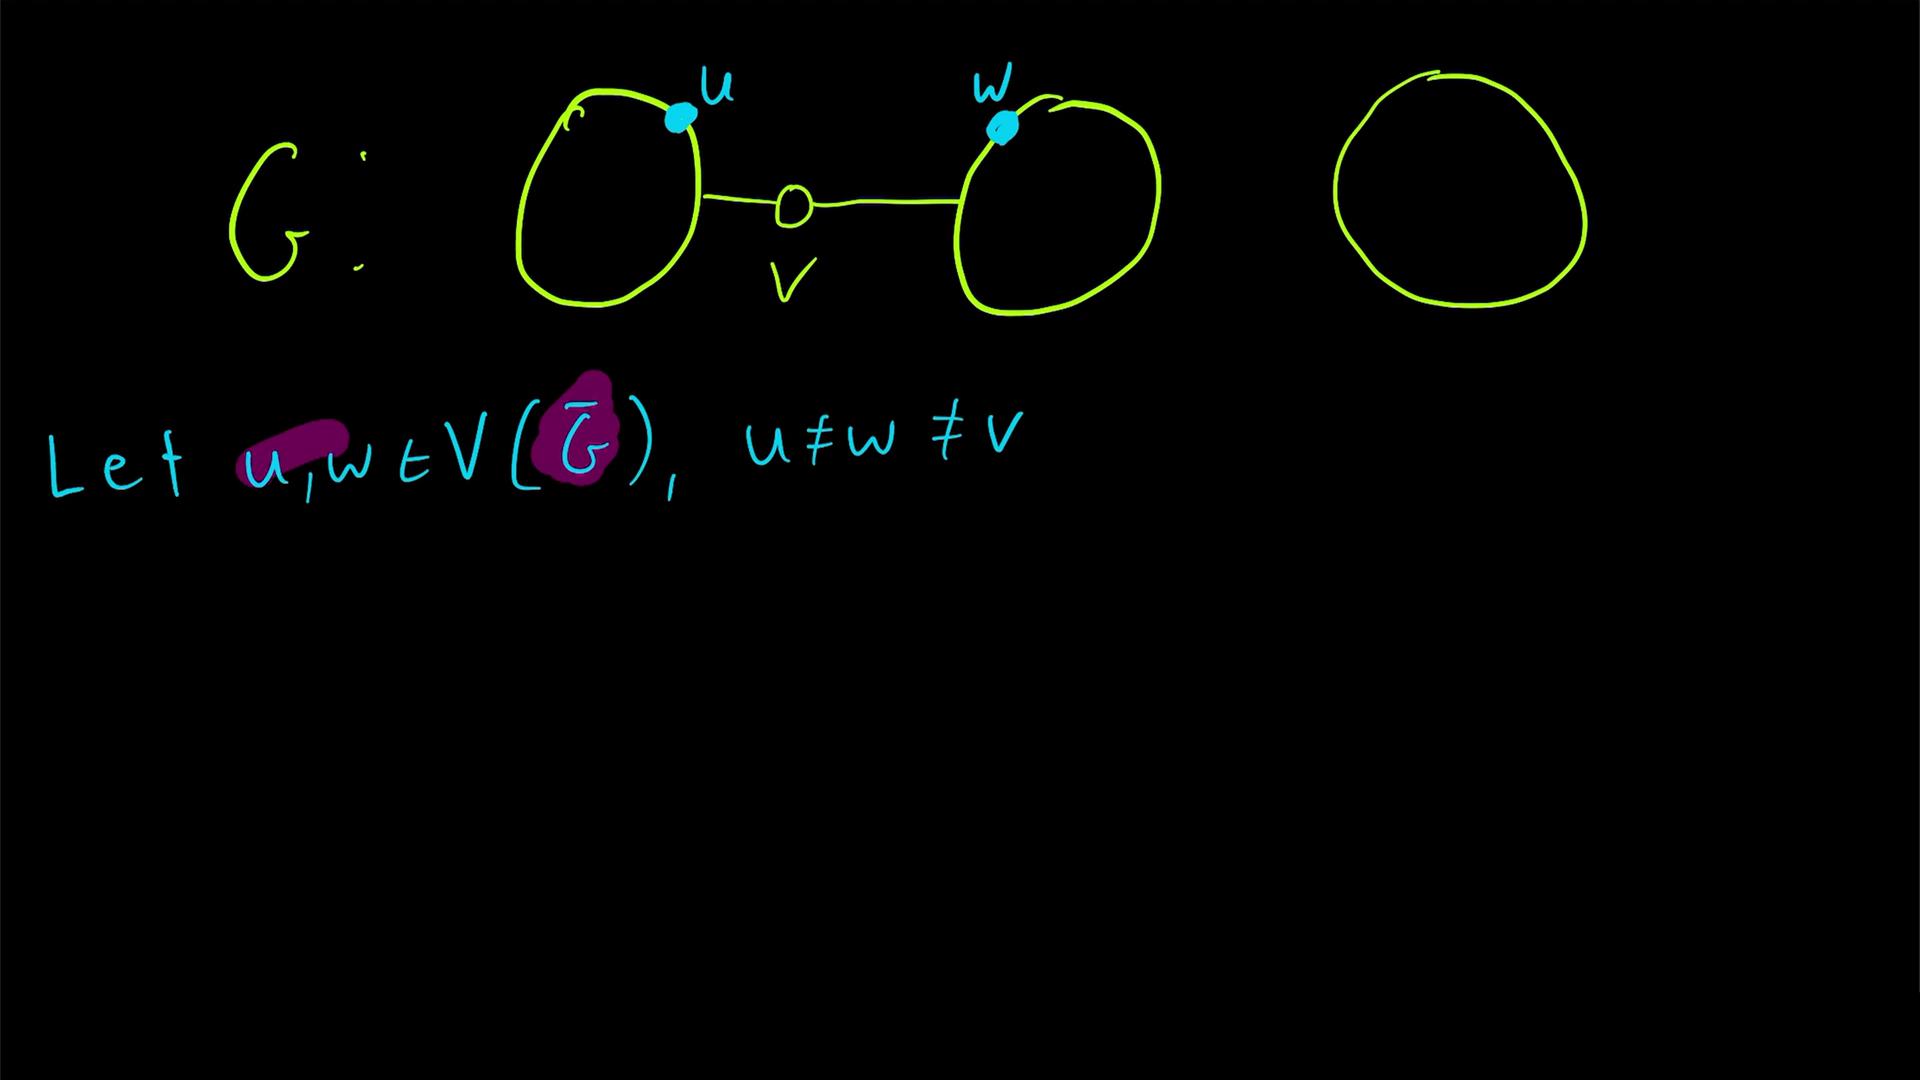 u w
G :
v
Let u,w ∈ V(G̅), u ≠ w ≠ v